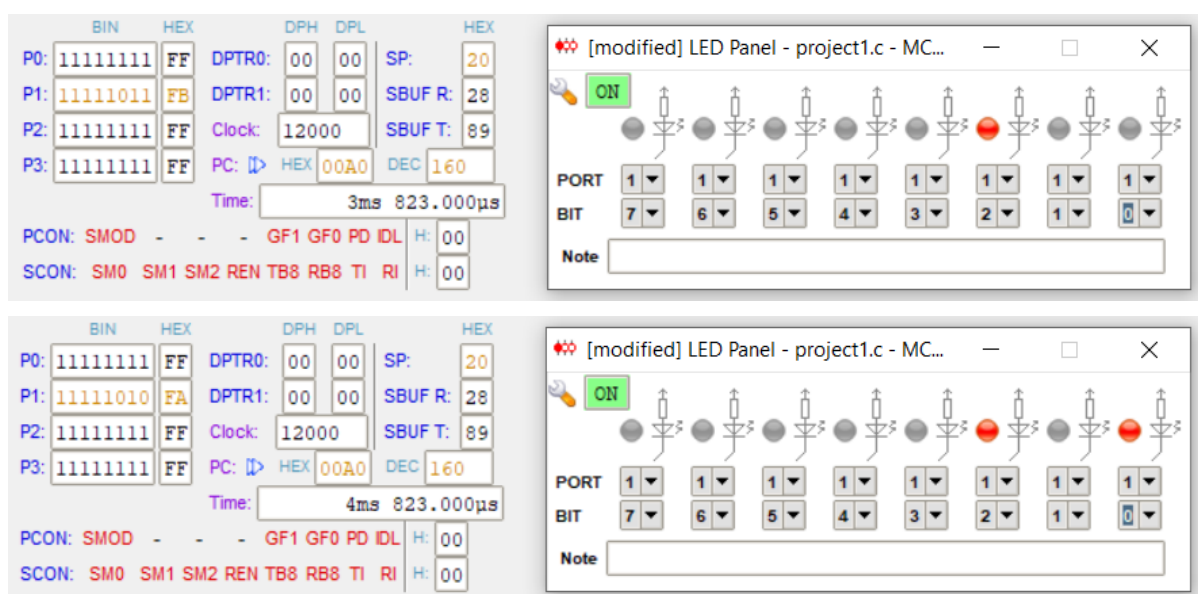 BIN HEX DPH DPL HEX
P0: 11111111 FF DPTR0: 00 00 SP: 20
P1: 11111011 FB DPTR1: 00 00 SBUF R: 28
P2: 11111111 FF Clock: 12000 SBUF T: 89
P3: 11111111 FF PC: HEX 00A0 DEC 160
Time: 3ms 823.000µs
PCON: SMOD - - - GF1 GF0 PD IDL H: 00
SCON: SM0 SM1 SM2 REN TB8 RB8 TI RI H: 00
[modified] LED Panel - project1.c - MC...
ON
PORT 1 1 1 1 1 1 1 1
BIT 7 6 5 4 3 2 1 0
Note
BIN HEX DPH DPL HEX
P0: 11111111 FF DPTR0: 00 00 SP: 20
P1: 11111010 FA DPTR1: 00 00 SBUF R: 28
P2: 11111111 FF Clock: 12000 SBUF T: 89
P3: 11111111 FF PC: HEX 00A0 DEC 160
Time: 4ms 823.000µs
PCON: SMOD - - - GF1 GF0 PD IDL H: 00
SCON: SM0 SM1 SM2 REN TB8 RB8 TI RI H: 00
[modified] LED Panel - project1.c - MC...
ON
PORT 1 1 1 1 1 1 1 1
BIT 7 6 5 4 3 2 1 0
Note